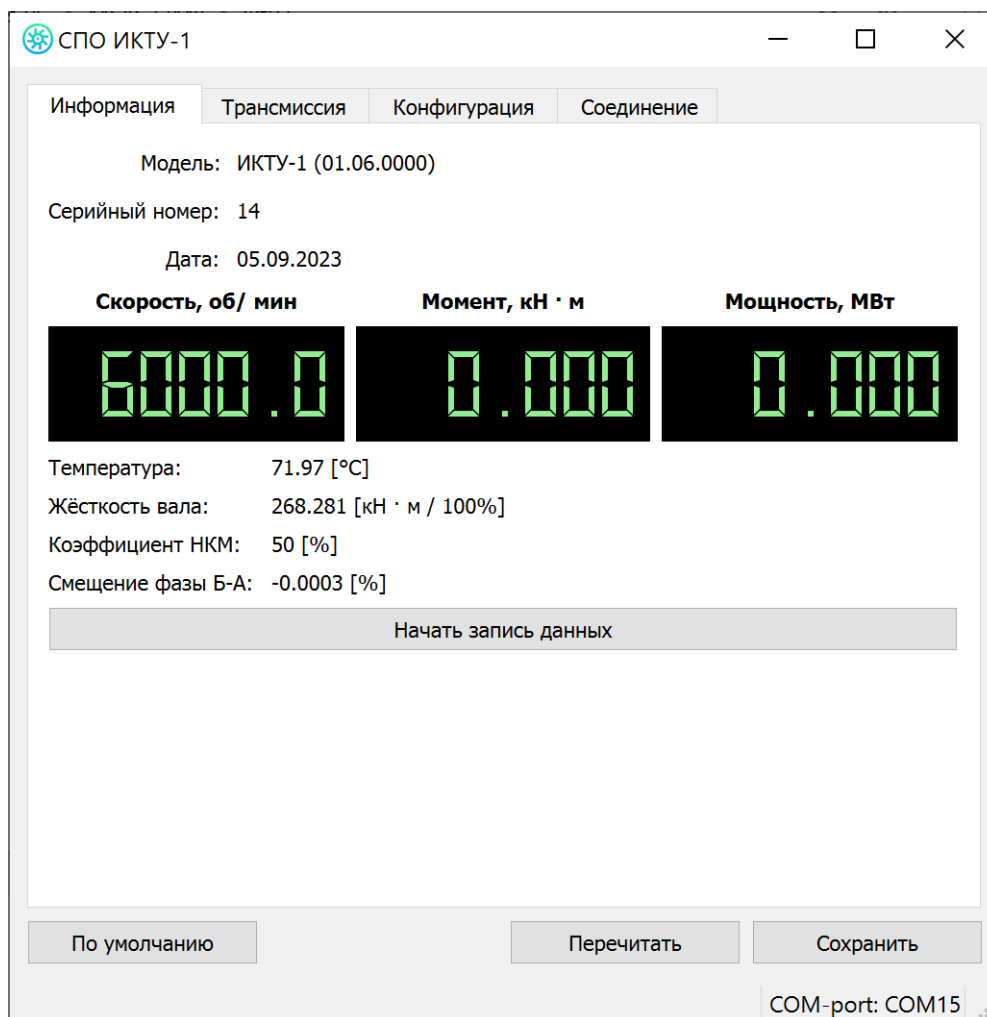 СПО ИКТУ-1
Информация Трансмиссия Конфигурация Соединение
Модель: ИКТУ-1 (01.06.0000)
Серийный номер: 14
Дата: 05.09.2023
Скорость, об/ мин Момент, кН · м Мощность, МВт
6000.0 0.000 0.000
Температура: 71.97 [°C]
Жёсткость вала: 268.281 [кН · м / 100%]
Коэффициент НКМ: 50 [%]
Смещение фазы Б-А: -0.0003 [%]
Начать запись данных
По умолчанию Перечитать Сохранить
COM-port: COM15